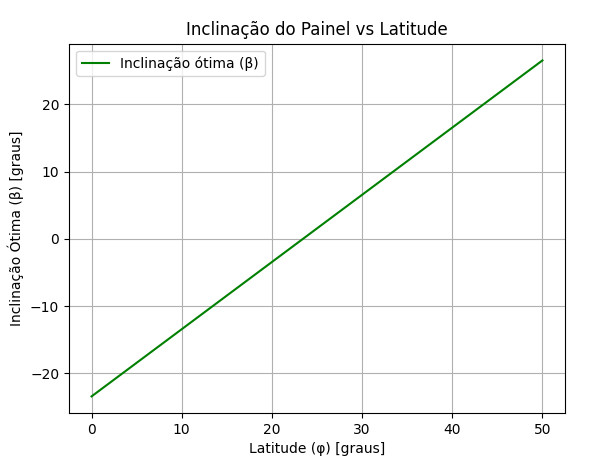 Inclinação do Painel vs Latitude
Inclinação ótima (β)
Inclinação Ótima (β) [graus]
20
10
0
−10
−20
0 10 20 30 40 50
Latitude (φ) [graus]